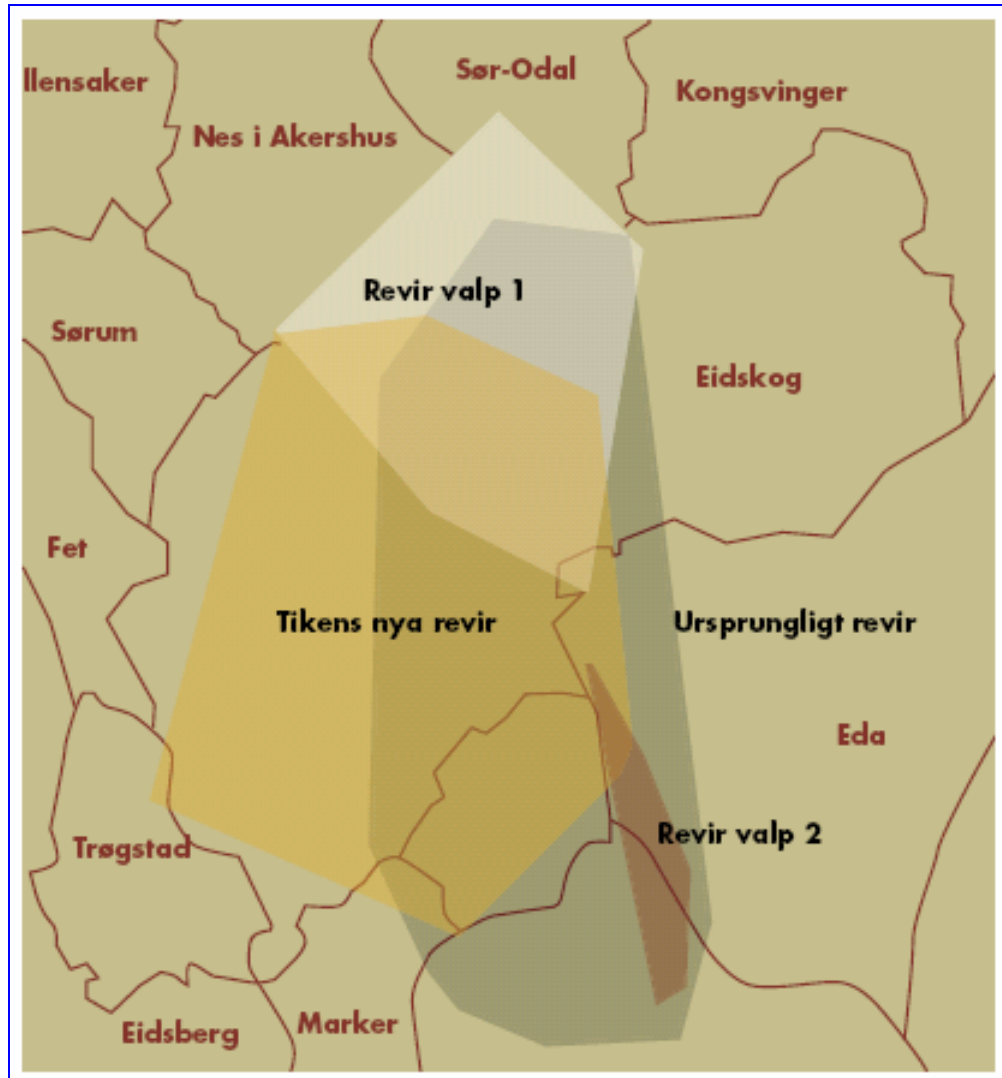 Sør-Odal
llensaker
Kongsvinger
Nes i Akershus
Revir valp 1
Sørum
Eidskog
Fet
Tikens nya revir
Ursprungligt revir
Eda
Revir valp 2
Trøgstad
Marker
Eidsberg